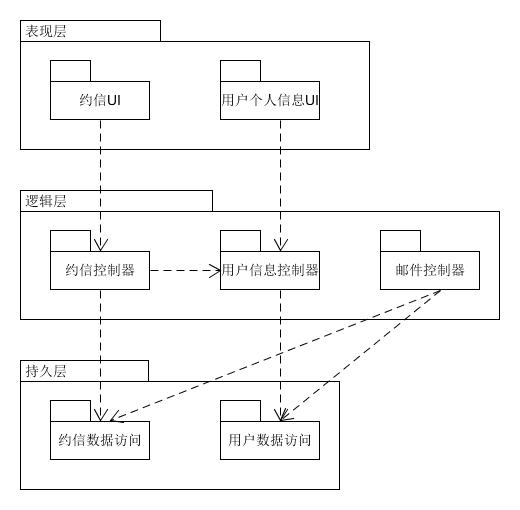 表现层
约信UI
用户个人信息UI
逻辑层
约信控制器
用户信息控制器
邮件控制器
持久层
约信数据访问
用户数据访问